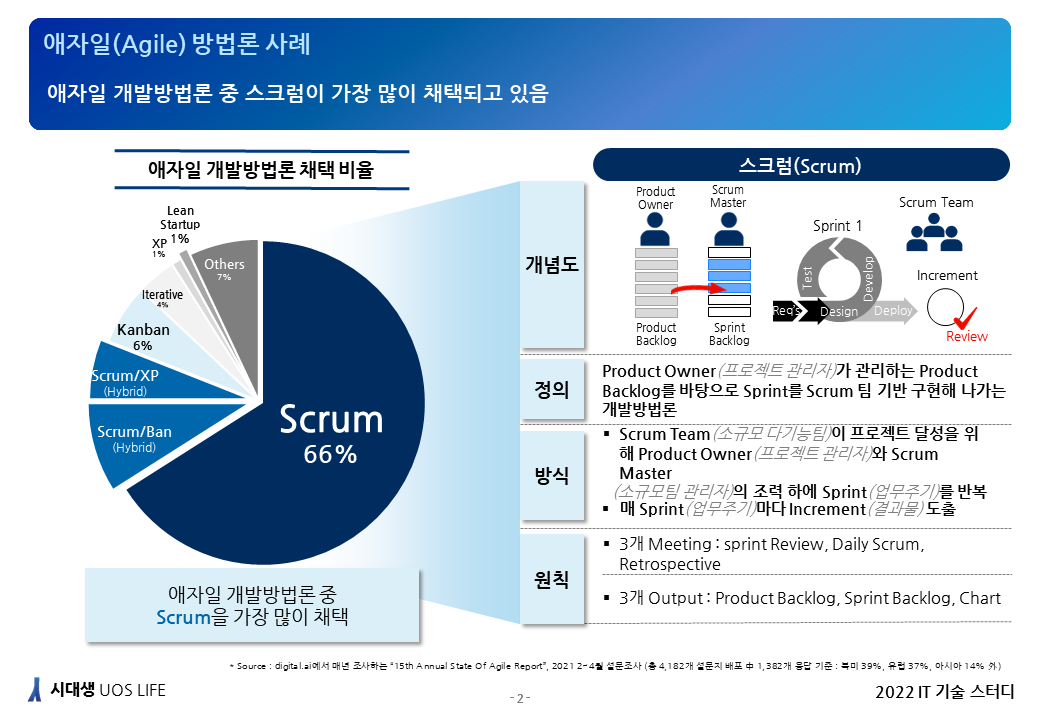 애자일(Agile) 방법론 사례
애자일 개발방법론 중 스크럼이 가장 많이 채택되고 있음
애자일 개발방법론 채택 비율
Lean
Startup
1%
XP
1%
Others
7%
Iterative
4%
Kanban
6%
Scrum/XP
(Hybrid)
Scrum/Ban
(Hybrid)
Scrum
66%
애자일 개발방법론 중
Scrum을 가장 많이 채택
스크럼(Scrum)
개념도
Product
Owner
Scrum
Master
Product
Backlog
Sprint
Backlog
Sprint 1
Test
Develop
Req's
Design
Deploy
Scrum Team
Increment
Review
정의
Product Owner(프로젝트 관리자)가 관리하는 Product
Backlog를 바탕으로 Sprint를 Scrum 팀 기반 구현해 나가는
개발방법론
방식
▪ Scrum Team(소규모 다기능팀)이 프로젝트 달성을 위
해 Product Owner(프로젝트 관리자)와 Scrum
Master
(소규모팀 관리자)의 조력 하에 Sprint(업무주기)를 반복
▪ 매 Sprint(업무주기)마다 Increment(결과물) 도출
원칙
▪ 3개 Meeting : sprint Review, Daily Scrum,
Retrospective
▪ 3개 Output : Product Backlog, Sprint Backlog, Chart
* Source : digital.ai에서 매년 조사하는 "15th Annual State Of Agile Report", 2021 2~4월 설문조사 (총 4,182개 설문지 배포 中 1,382개 응답 기준 : 북미 39%, 유럽 37%, 아시아 14% 外)
시대생 UOS LIFE
- 2 -
2022 IT 기술 스터디